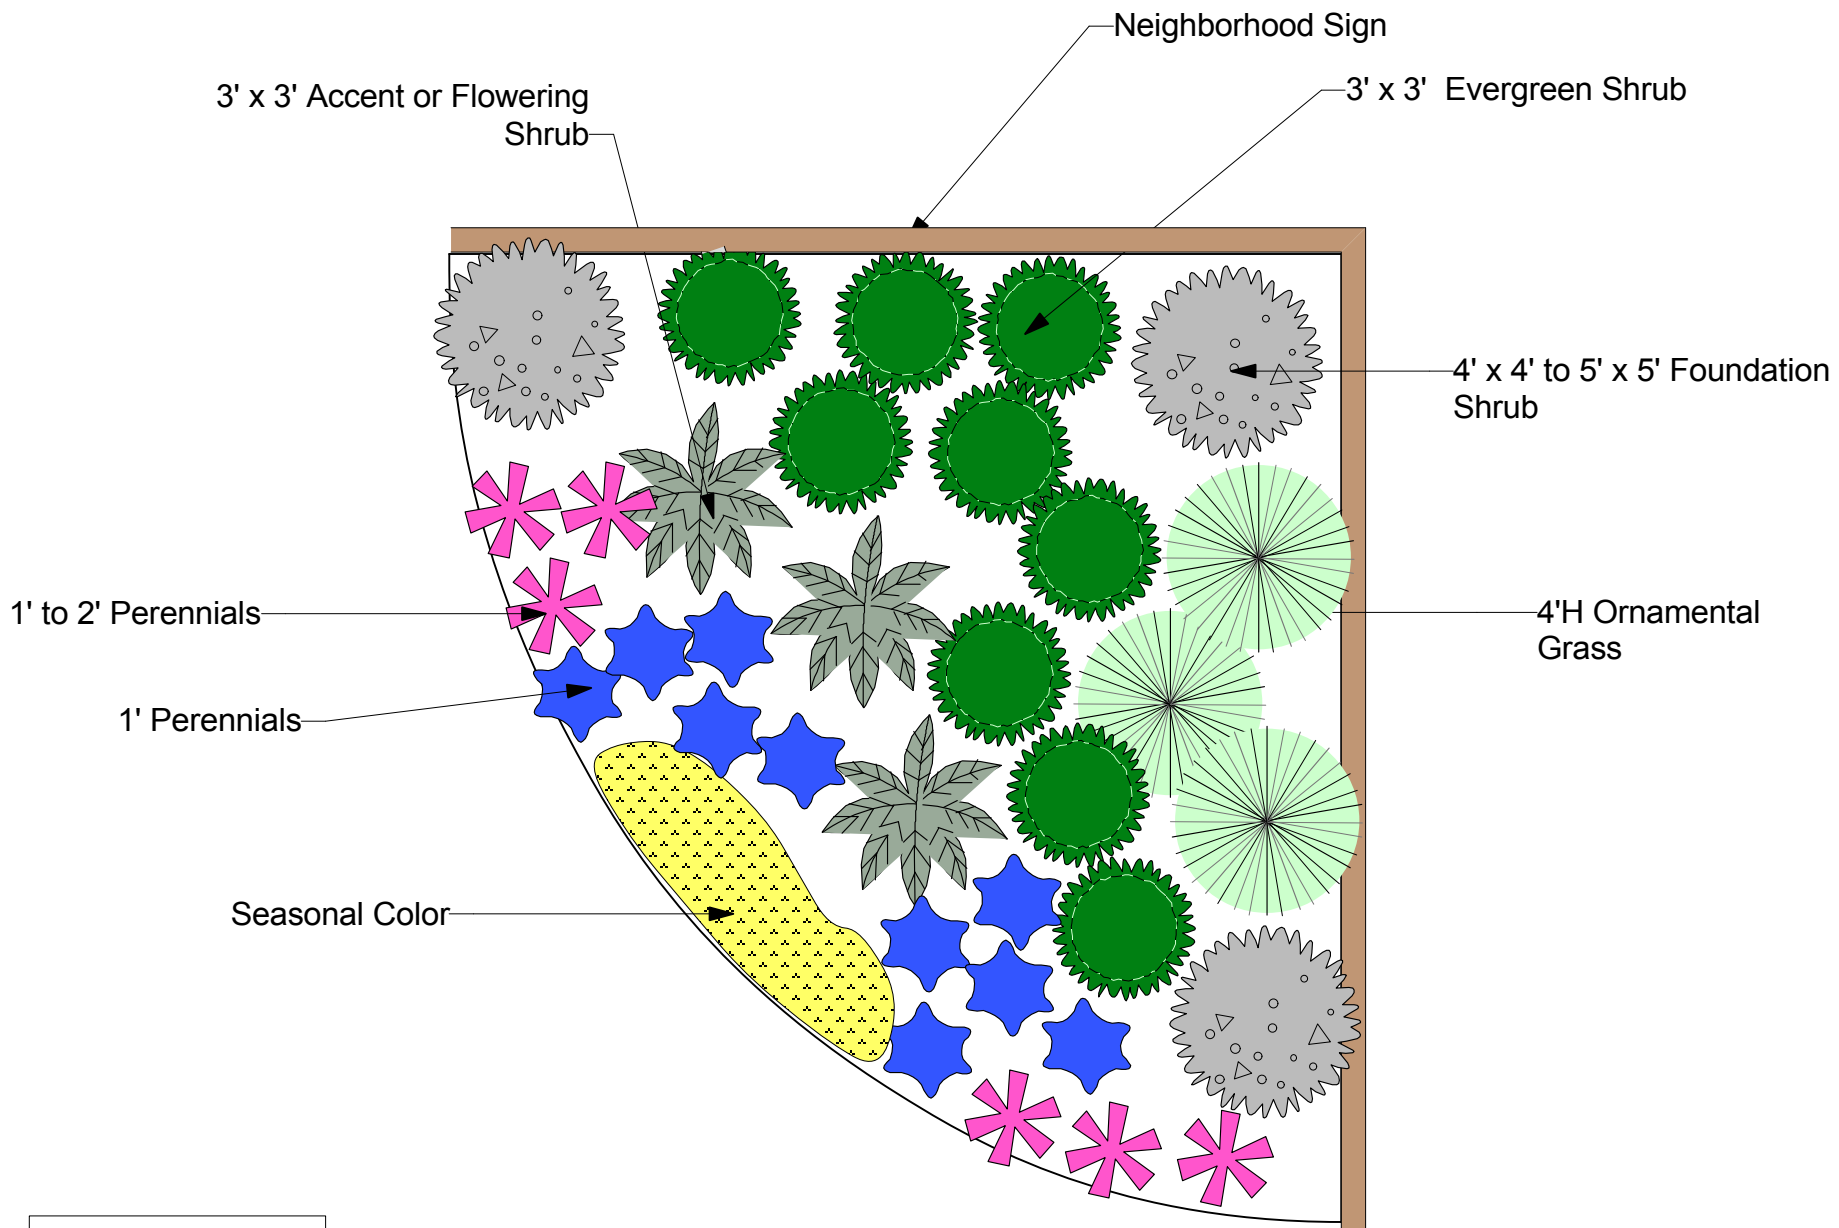 Neighborhood Sign
3' x 3' Accent or Flowering
Shrub
3' x 3'  Evergreen Shrub
4' x 4' to 5' x 5' Foundation
Shrub
1' to 2' Perennials
4'H Ornamental
Grass
1' Perennials
Seasonal Color